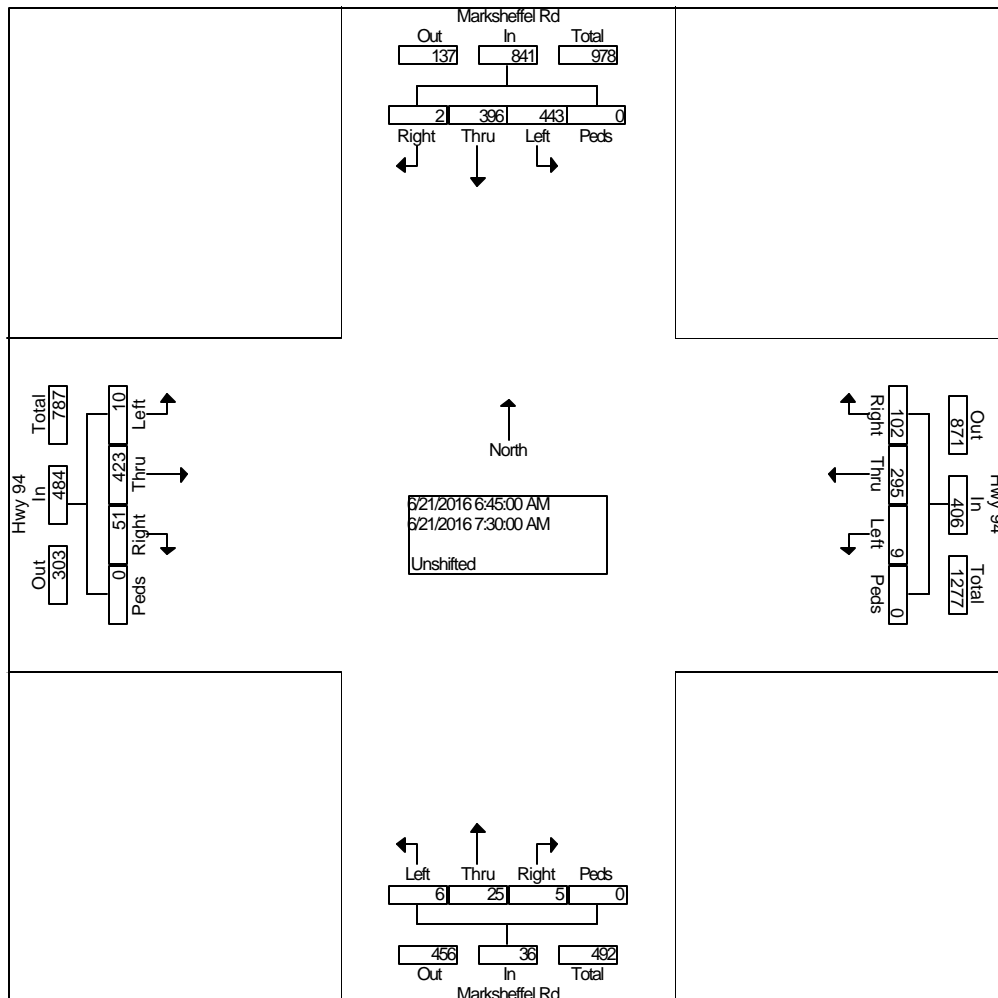 Marksheffel Rd
Out In Total
137 841 978
2 396 443 0
Right Thru Left Peds
Hwy 94
Total In Out
787 484 303
10 423 51 0
Left Thru Right Peds
North
6/21/2016 6:45:00 AM
6/21/2016 7:30:00 AM
Unshifted
Right Thru Left Peds
102 295 9 0
Out In Total
871 406 1277
Hwy 94
Left Thru Right Peds
6 25 5 0
456 36 492
Out In Total
Marksheffel Rd